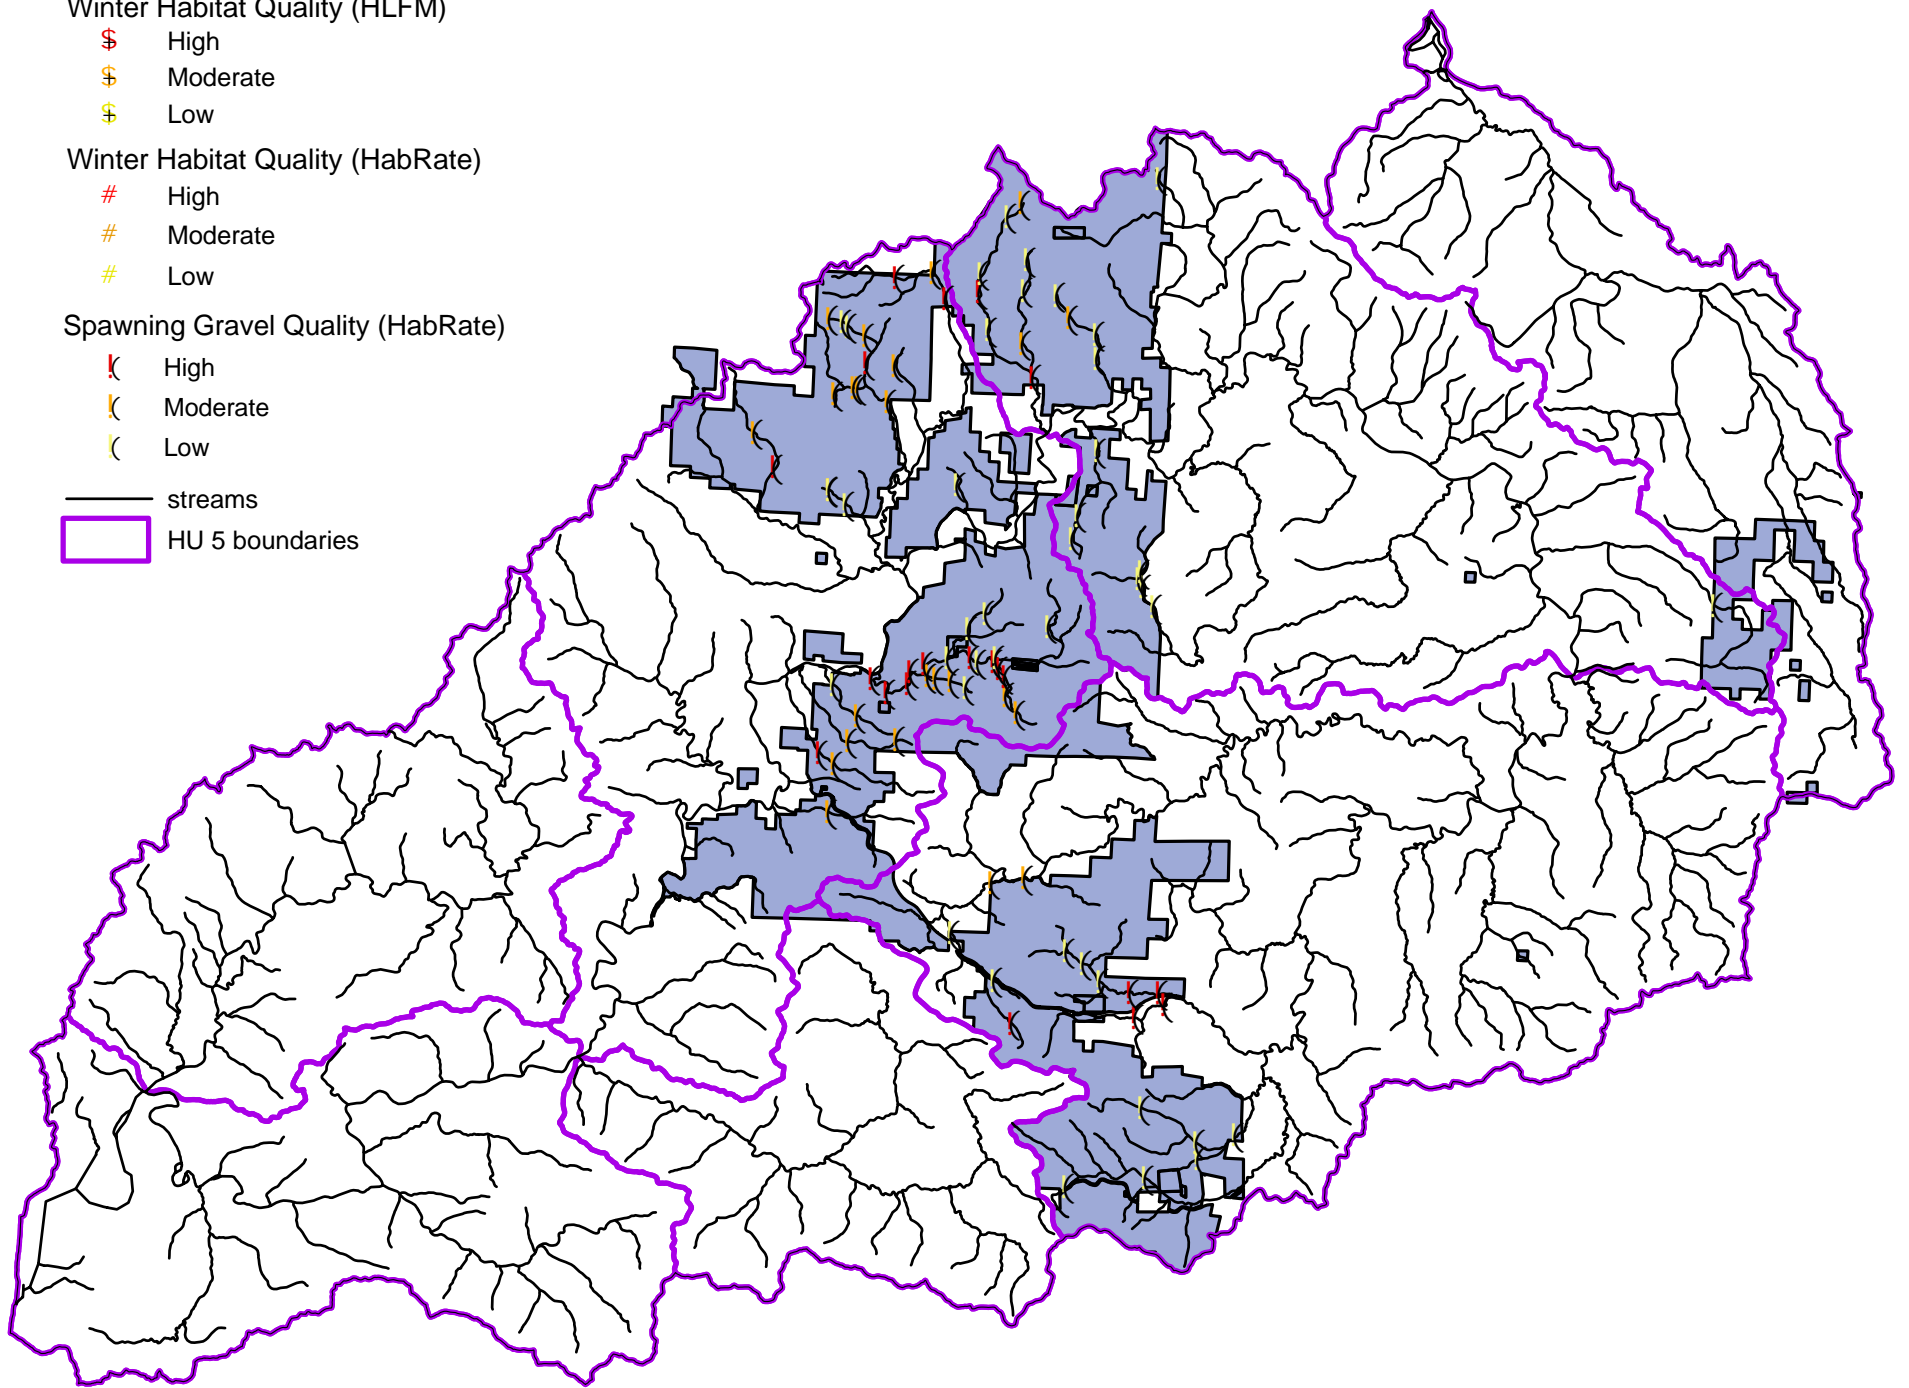 Winter Habitat Quality (HLFM)
$ High
$ Moderate
$ Low
Winter Habitat Quality (HabRate)
# High
# Moderate
# Low
Spawning Gravel Quality (HabRate)
!( High
!( Moderate
!( Low
streams
HU 5 boundaries